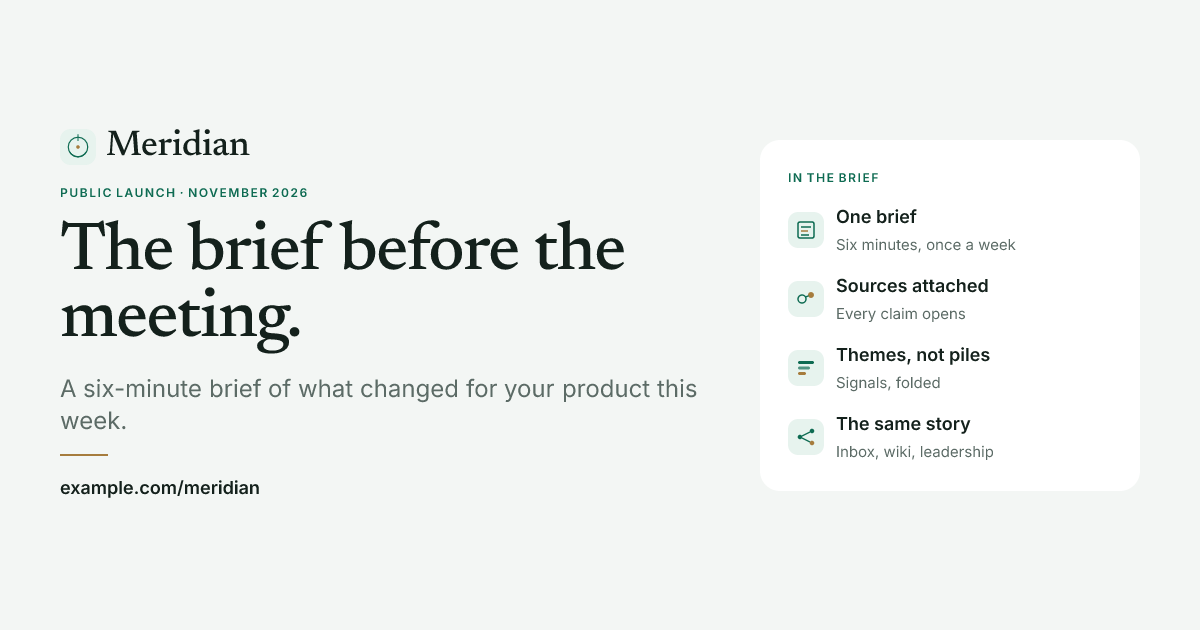 Meridian
PUBLIC LAUNCH · NOVEMBER 2026
The brief before the
meeting.
A six-minute brief of what changed for your product this
week.
example.com/meridian
IN THE BRIEF
One brief
Six minutes, once a week
Sources attached
Every claim opens
Themes, not piles
Signals, folded
The same story
Inbox, wiki, leadership